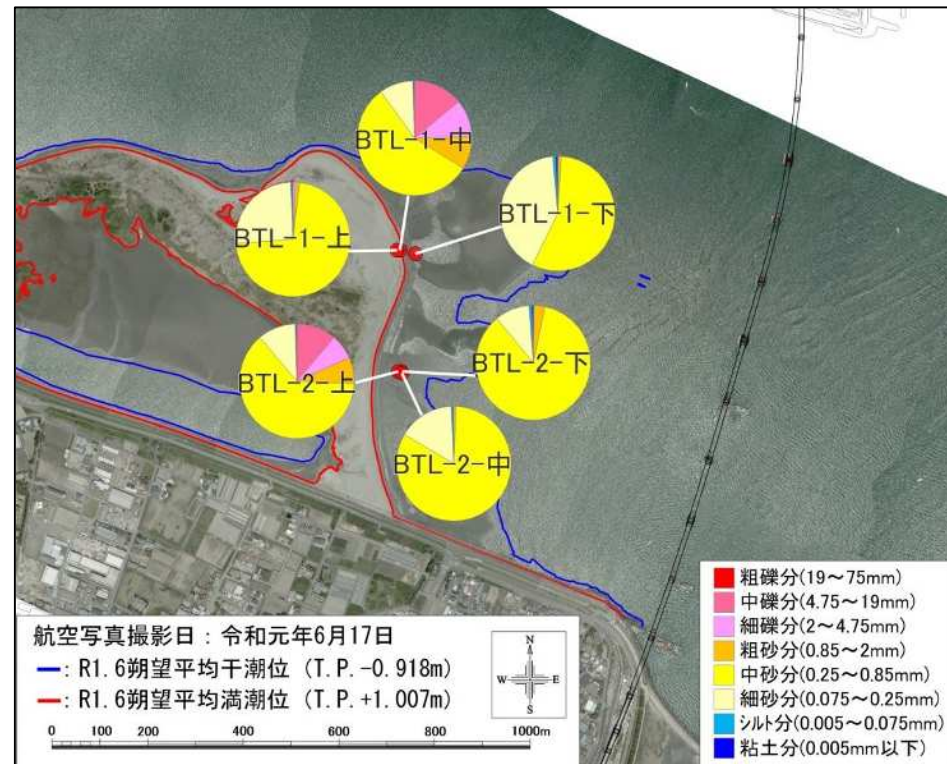 BTL-1-中
BTL-1-下
BTL-1-上
BTL-2-下
BTL-2-上
BTL-2-中
粗礫分(19～75mm)
中礫分(4.75～19mm)
細礫分(2～4.75mm)
粗砂分(0.85～2mm)
中砂分(0.25～0.85mm)
細砂分(0.075～0.25mm)
シルト分(0.005～0.075mm)
粘土分(0.005mm以下)
航空写真撮影日：令和元年6月17日
: R1.6朔望平均干潮位 (T.P.-0.918m)
: R1.6朔望平均満潮位 (T.P.+1.007m)
N
W E
S
0 200 400 600 800 1000m